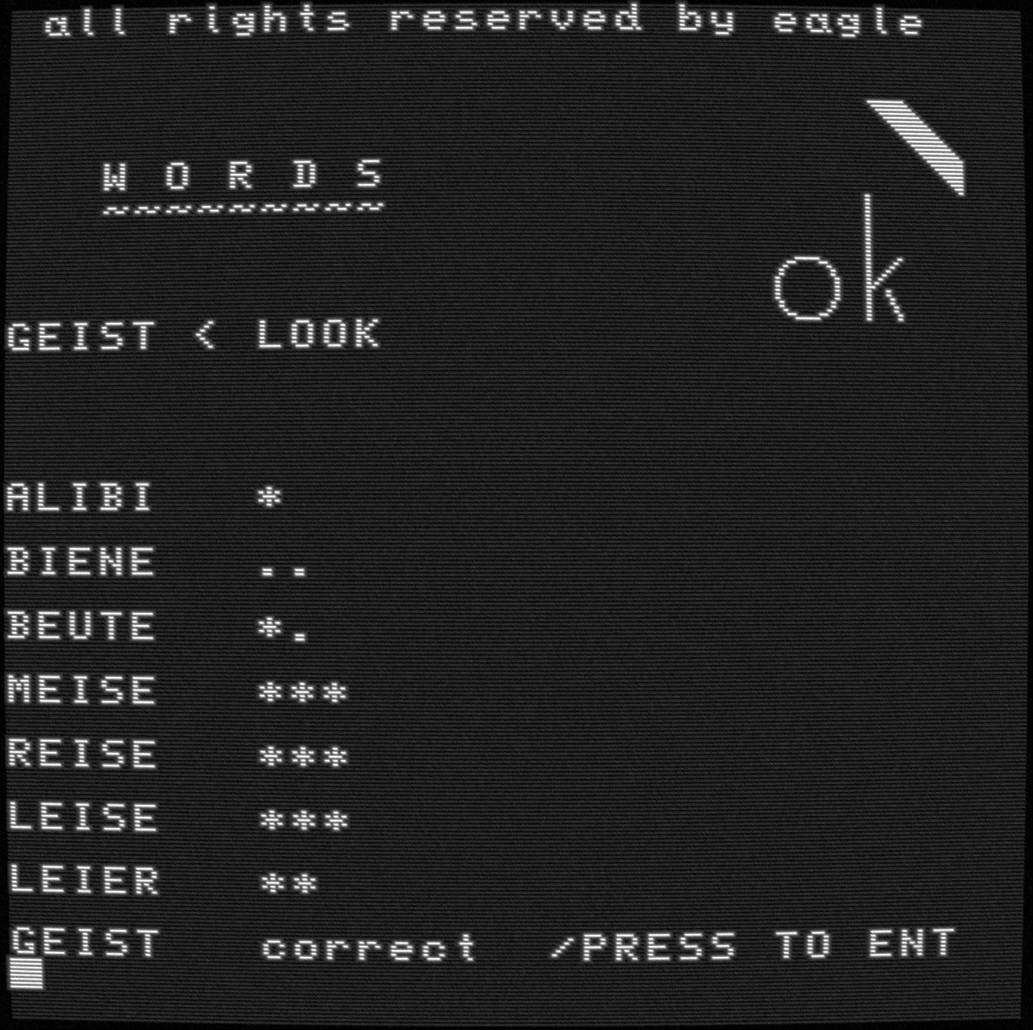 all rights reserved by eagle
W O R D S
~~~~~~~~~
ok
GEIST < LOOK
ALIBI *
BIENE ..
BEUTE *.
MEISE ***
REISE ***
LEISE ***
LEIER **
GEIST correct /PRESS TO ENT